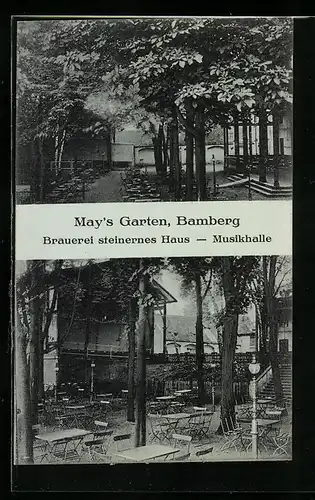 May's Garten, Bamberg
Brauerei steinernes Haus — Musikhalle